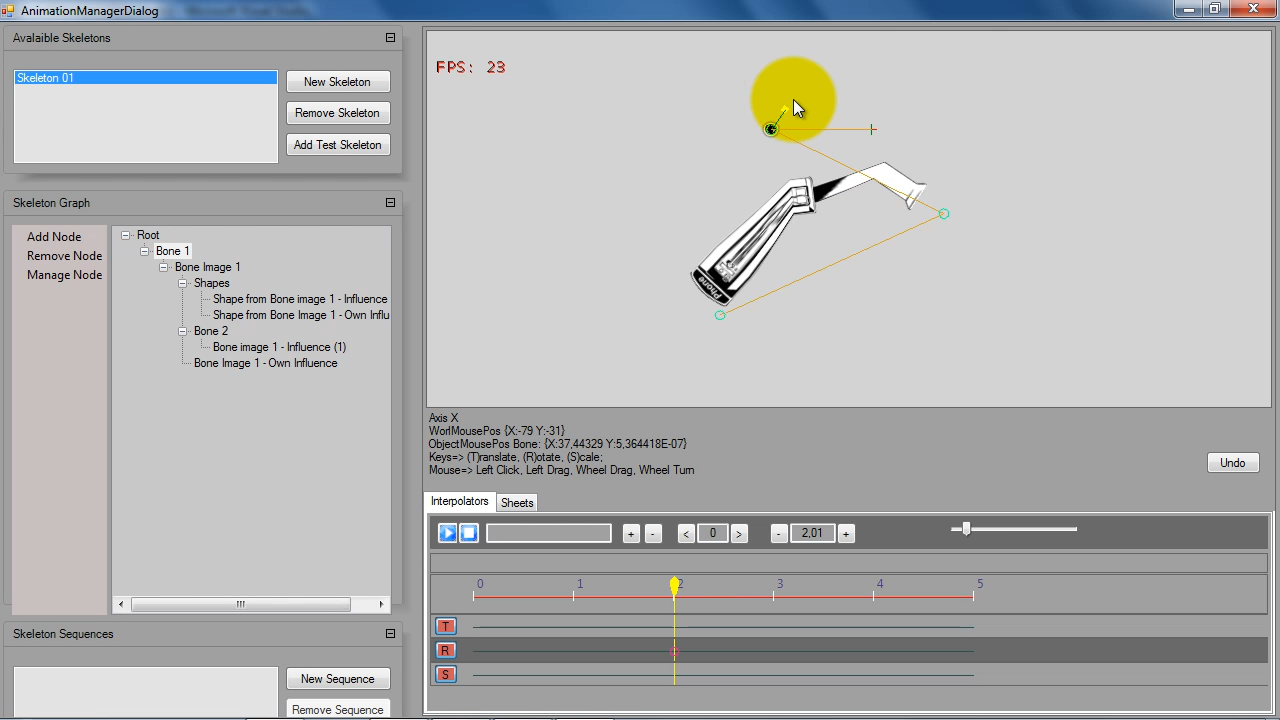 AnimationManagerDialog
Avalaible Skeletons
Skeleton 01
New Skeleton
Remove Skeleton
Add Test Skeleton
Skeleton Graph
Add Node
Remove Node
Manage Node
Root
Bone 1
Bone Image 1
Shapes
Shape from Bone image 1 - Influence
Shape from Bone Image 1 - Own Influ
Bone 2
Bone image 1 - Influence (1)
Bone Image 1 - Own Influence
Skeleton Sequences
New Sequence
Remove Sequence
FPS: 23
Phone
Axis X
WorlMousePos {X:-79 Y:-31}
ObjectMousePos Bone: {X:37,44329 Y:5,364418E-07}
Keys=> (T)ranslate, (R)otate, (S)cale;
Mouse=> Left Click, Left Drag, Wheel Drag, Wheel Turn
Undo
Interpolators
Sheets
+ - < 0 > - 2,01 +
0 1 2 3 4 5
T
R
S